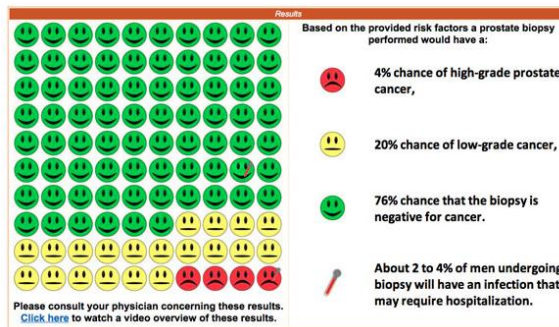 Results
Based on the provided risk factors a prostate biopsy
performed would have a:
4% chance of high-grade prostate
cancer,
20% chance of low-grade cancer,
76% chance that the biopsy is
negative for cancer.
About 2 to 4% of men undergoing
biopsy will have an infection that
may require hospitalization.
Please consult your physician concerning these results.
Click here to watch a video overview of these results.